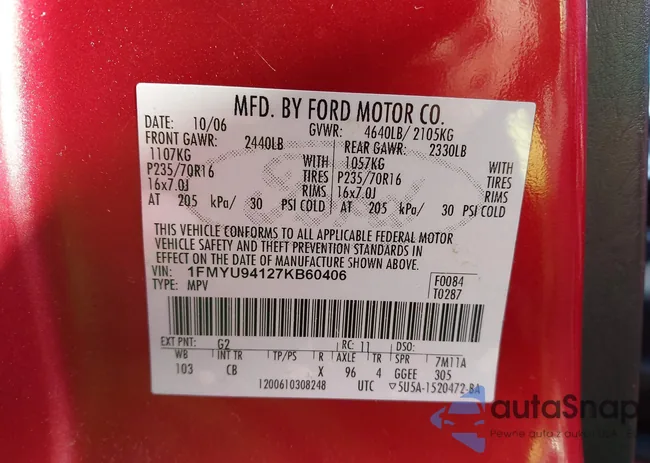 MFD. BY FORD MOTOR CO.
DATE: 10/06 GVWR: 4640LB/ 2105KG
FRONT GAWR: 2440LB REAR GAWR: 2330LB
1107KG WITH 1057KG WITH
P235/70R16 TIRES P235/70R16 TIRES
16x7.0J RIMS 16x7.0J RIMS
AT 205 kPa/ 30 PSI COLD AT 205 kPa/ 30 PSI COLD
THIS VEHICLE CONFORMS TO ALL APPLICABLE FEDERAL MOTOR
VEHICLE SAFETY AND THEFT PREVENTION STANDARDS IN
EFFECT ON THE DATE OF MANUFACTURE SHOWN ABOVE.
VIN: 1FMYU94127KB60406 F0084
TYPE: MPV T0287
EXT PNT: G2 RC: 11 DSO:
WB INT TR TP/PS R AXLE TR SPR 7M11A
103 CB X 96 4 GGEE 305
1200610308248 UTC ▽5U5A-1520472-BA
autaSnap
Pewne auta z auk